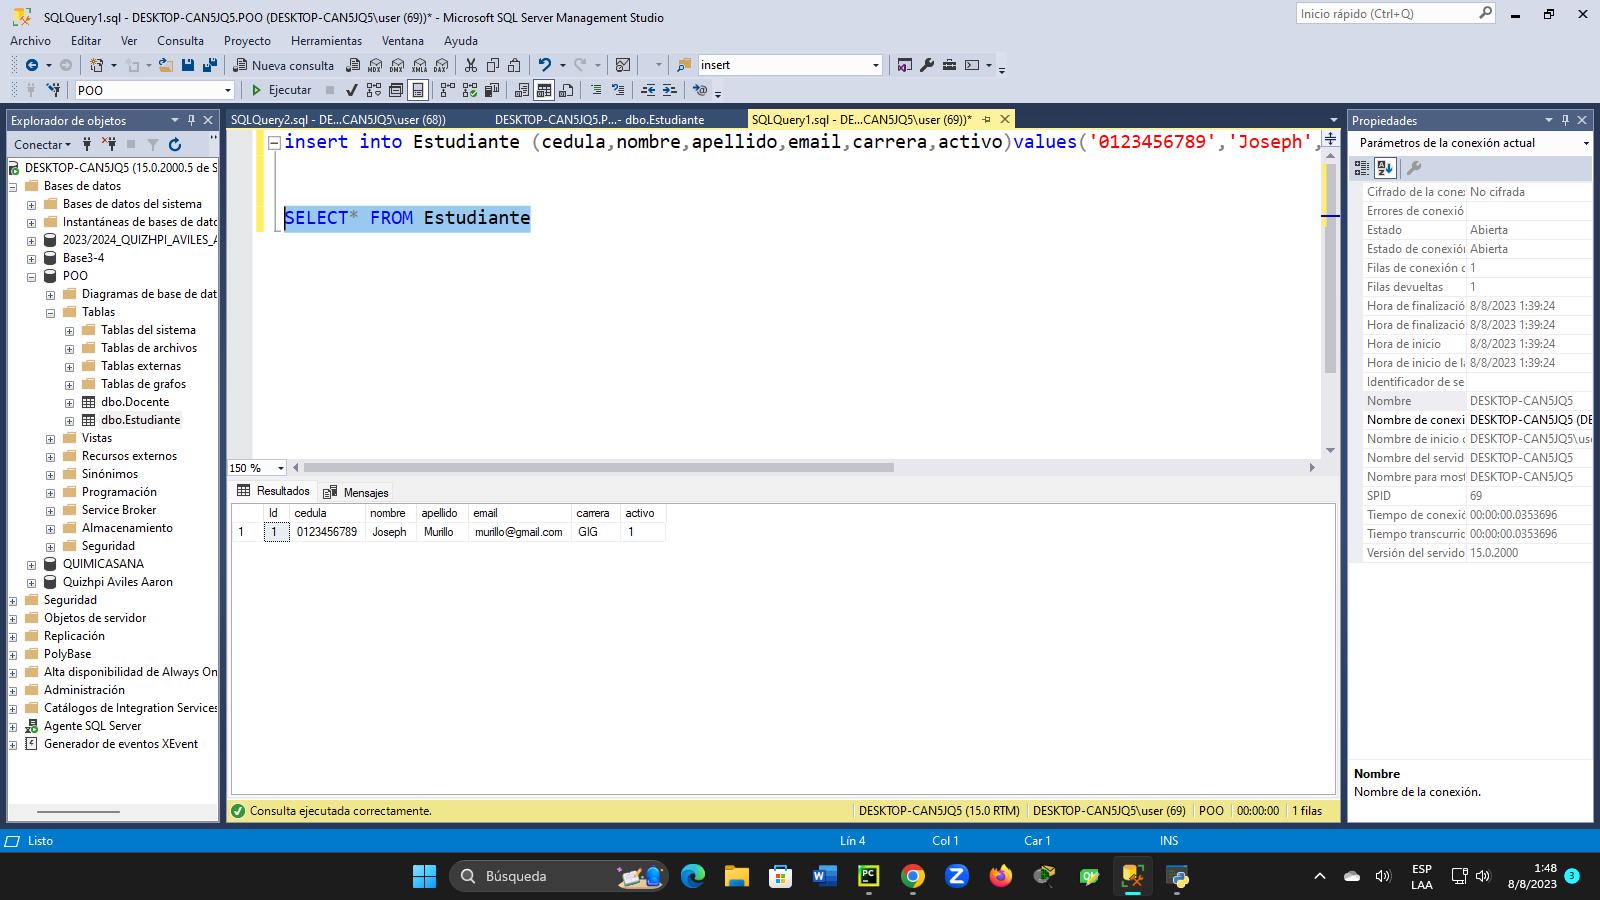 SQLQuery1.sql - DESKTOP-CAN5JQ5.POO (DESKTOP-CAN5JQ5\user (69))* - Microsoft SQL Server Management Studio
Inicio rápido (Ctrl+Q)
Archivo Editar Ver Consulta Proyecto Herramientas Ventana Ayuda
Nueva consulta MDX DMX XMLA DAX insert
POO Ejecutar
Explorador de objetos
Conectar
DESKTOP-CAN5JQ5 (15.0.2000.5 de S
Bases de datos
Bases de datos del sistema
Instantáneas de bases de datc
2023/2024_QUIZHPI_AVILES_A
Base3-4
POO
Diagramas de base de dat
Tablas
Tablas del sistema
Tablas de archivos
Tablas externas
Tablas de grafos
dbo.Docente
dbo.Estudiante
Vistas
Recursos externos
Sinónimos
Programación
Service Broker
Almacenamiento
Seguridad
QUIMICASANA
Quizhpi Aviles Aaron
Seguridad
Objetos de servidor
Replicación
PolyBase
Alta disponibilidad de Always On
Administración
Catálogos de Integration Services
Agente SQL Server
Generador de eventos XEvent
SQLQuery2.sql - DE...CAN5JQ5\user (68)) DESKTOP-CAN5JQ5.P...- dbo.Estudiante SQLQuery1.sql - DE...CAN5JQ5\user (69))*
insert into Estudiante (cedula,nombre,apellido,email,carrera,activo)values('0123456789','Joseph',
SELECT* FROM Estudiante
150 %
Resultados Mensajes
Id cedula nombre apellido email carrera activo
1 1 0123456789 Joseph Murillo murillo@gmail.com GIG 1
Consulta ejecutada correctamente. DESKTOP-CAN5JQ5 (15.0 RTM) DESKTOP-CAN5JQ5\user (69) POO 00:00:00 1 filas
Propiedades
Parámetros de la conexión actual
Cifrado de la cone No cifrada
Errores de conexió
Estado Abierta
Estado de conexión Abierta
Filas de conexión c 1
Filas devueltas 1
Hora de finalizació 8/8/2023 1:39:24
Hora de finalizació 8/8/2023 1:39:24
Hora de inicio 8/8/2023 1:39:24
Hora de inicio de la 8/8/2023 1:39:24
Identificador de se
Nombre DESKTOP-CAN5JQ5
Nombre de conexi DESKTOP-CAN5JQ5 (DE
Nombre de inicio c DESKTOP-CAN5JQ5\use
Nombre del servid DESKTOP-CAN5JQ5
Nombre para most DESKTOP-CAN5JQ5
SPID 69
Tiempo de conexió 00:00:00.0353696
Tiempo transcurrid 00:00:00.0353696
Versión del servido 15.0.2000
Nombre
Nombre de la conexión.
Listo Lín 4 Col 1 Car 1 INS
Búsqueda
ESP
LAA
1:48
8/8/2023
3